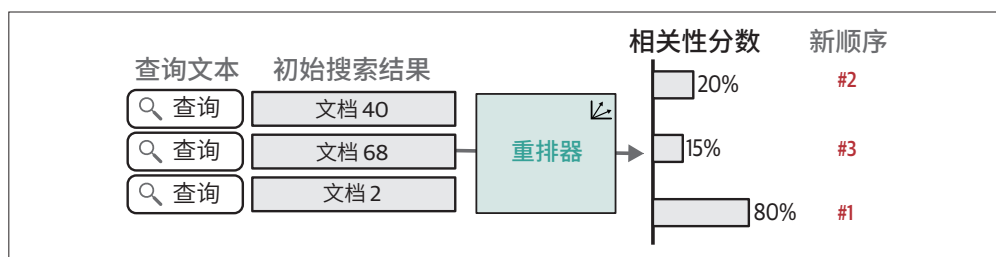 相关性分数 新顺序
查询文本 初始搜索结果
查询 文档 40 20% #2
查询 文档 68 重排器 15% #3
查询 文档 2 80% #1